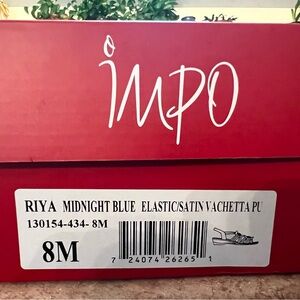 impo
RIYA MIDNIGHT BLUE ELASTIC/SATIN VACHETTA PU
130154-434- 8M
8M
7 24074 26265 1